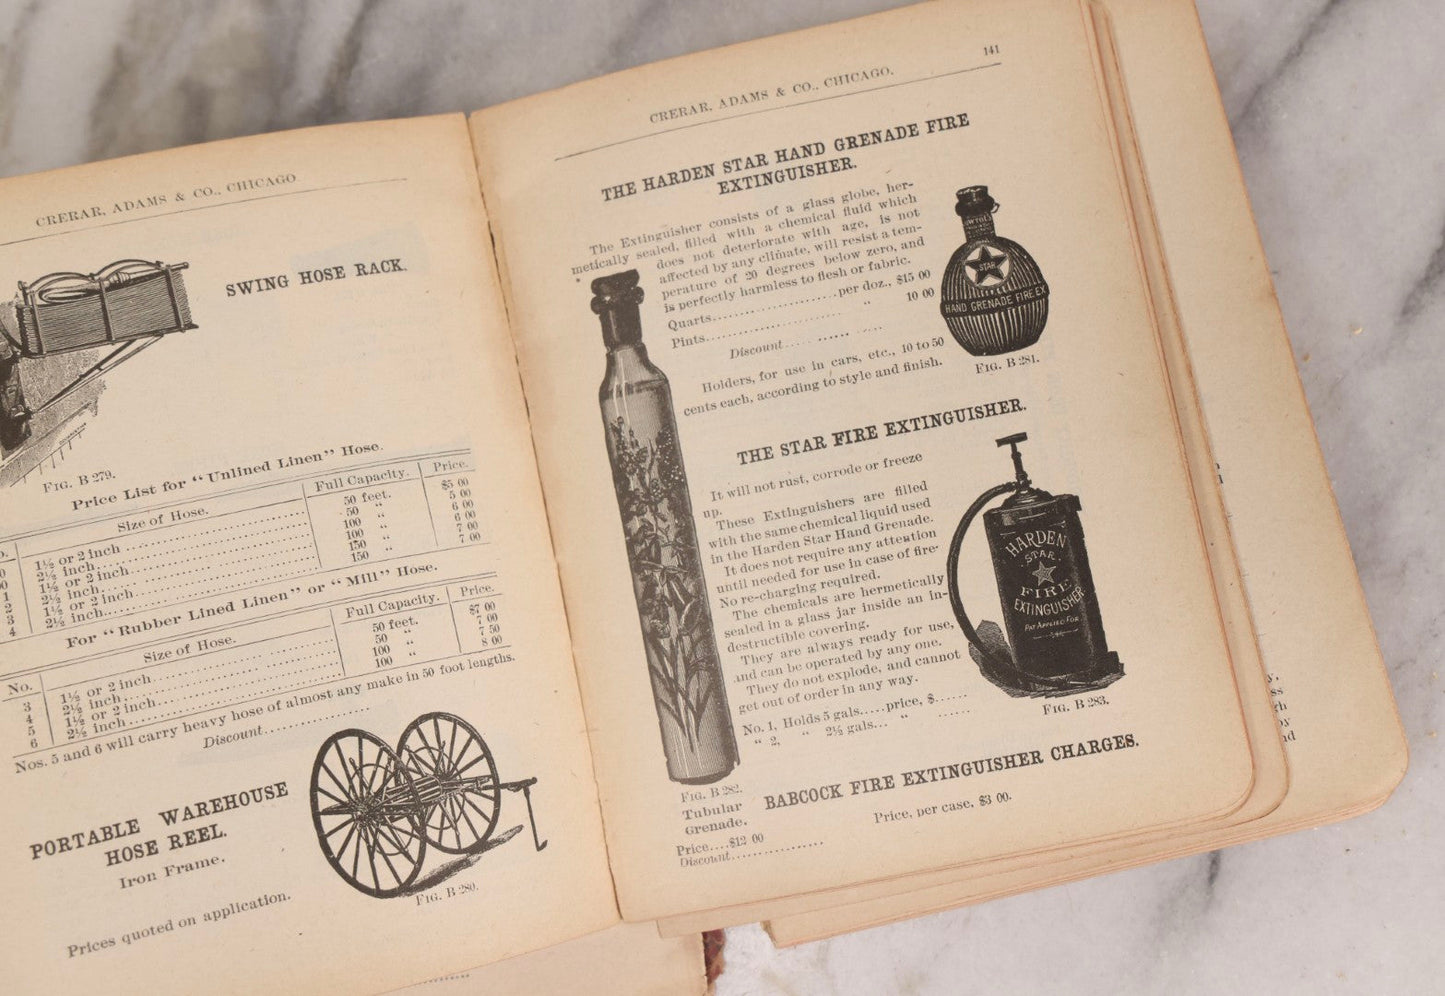 CRERAR, ADAMS & CO., CHICAGO
SWING HOSE RACK.
FIG. B 279.
Price List for "Unlined Linen" Hose.
Size of Hose. Full Capacity. Price.
1½ or 2 inch 50 feet. $5 00
2½ inch 50 " 5 00
1½ or 2 inch 100 " 6 00
2½ inch 100 " 6 00
1½ or 2 inch 150 " 7 00
2½ inch 150 " 7 00
For "Rubber Lined Linen" or "Mill" Hose.
No. Size of Hose. Full Capacity. Price.
3 1½ or 2 inch 50 feet. $7 00
4 2½ inch 50 " 7 00
5 1½ or 2 inch 100 " 7 50
6 2½ inch 100 " 8 00
Nos. 5 and 6 will carry heavy hose of almost any make in 50 foot lengths.
Discount
PORTABLE WAREHOUSE
HOSE REEL.
Iron Frame.
Prices quoted on application.
FIG. B 280.
141
CRERAR, ADAMS & CO., CHICAGO.
THE HARDEN STAR HAND GRENADE FIRE
EXTINGUISHER.
The Extinguisher consists of a glass globe, her-
metically sealed, filled with a chemical fluid which
does not deteriorate with age, is not
affected by any climate, will resist a tem-
perature of 20 degrees below zero, and
is perfectly harmless to flesh or fabric.
Quarts per doz., $15 00
Pints " 10 00
Discount
Holders, for use in cars, etc., 10 to 50
cents each, according to style and finish.
STAR
HAND GRENADE FIRE EX
FIG. B 281.
THE STAR FIRE EXTINGUISHER.
It will not rust, corrode or freeze
up.
These Extinguishers are filled
with the same chemical liquid used
in the Harden Star Hand Grenade.
It does not require any attention
until needed for use in case of fire-
No re-charging required.
The chemicals are hermetically
sealed in a glass jar inside an in-
destructible covering.
They are always ready for use,
and can be operated by any one.
They do not explode, and cannot
get out of order in any way.
No. 1, Holds 5 gals.....price, $......
" 2, " 2½ gals... " ......
HARDEN
STAR
FIRE
EXTINGUISHER
PAT APPLIED FOR
FIG. B 283.
FIG. B 282.
Tubular
Grenade.
Price....$12 00
Discount
BABCOCK FIRE EXTINGUISHER CHARGES.
Price, per case, $3 00.